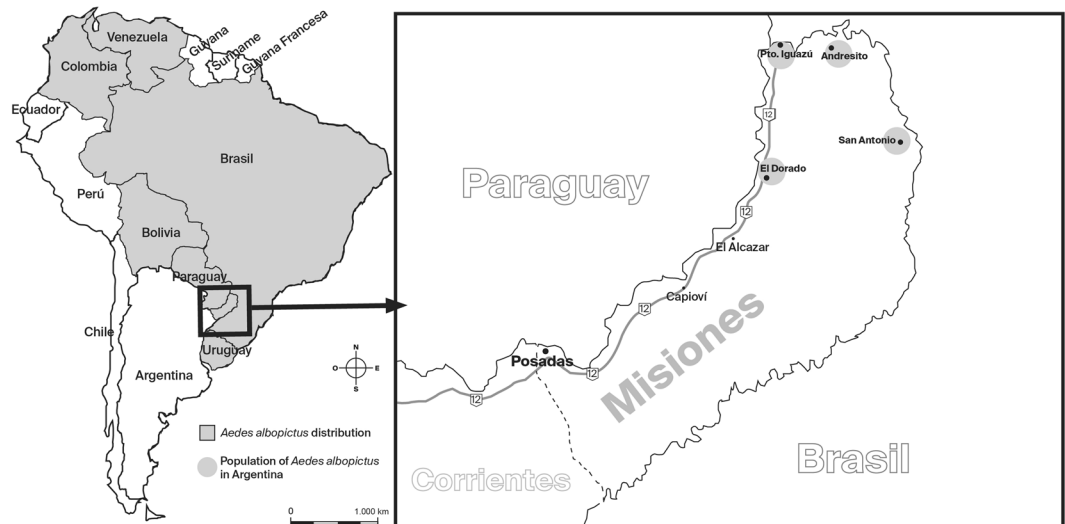 Venezuela
Guyana
Suriname
Guyana Francesa
Colombia
Ecuador
Brasil
Perú
Bolivia
Paraguay
Chile
Uruguay
Argentina
N
O
E
S
Aedes albopictus distribution
Population of Aedes albopictus
in Argentina
0
1.000 km
Pto. Iguazú
Andresito
12
San Antonio
Paraguay
El Dorado
12
El Alcazar
Capioví
12
Misiones
Posadas
12
12
Corrientes
Brasil